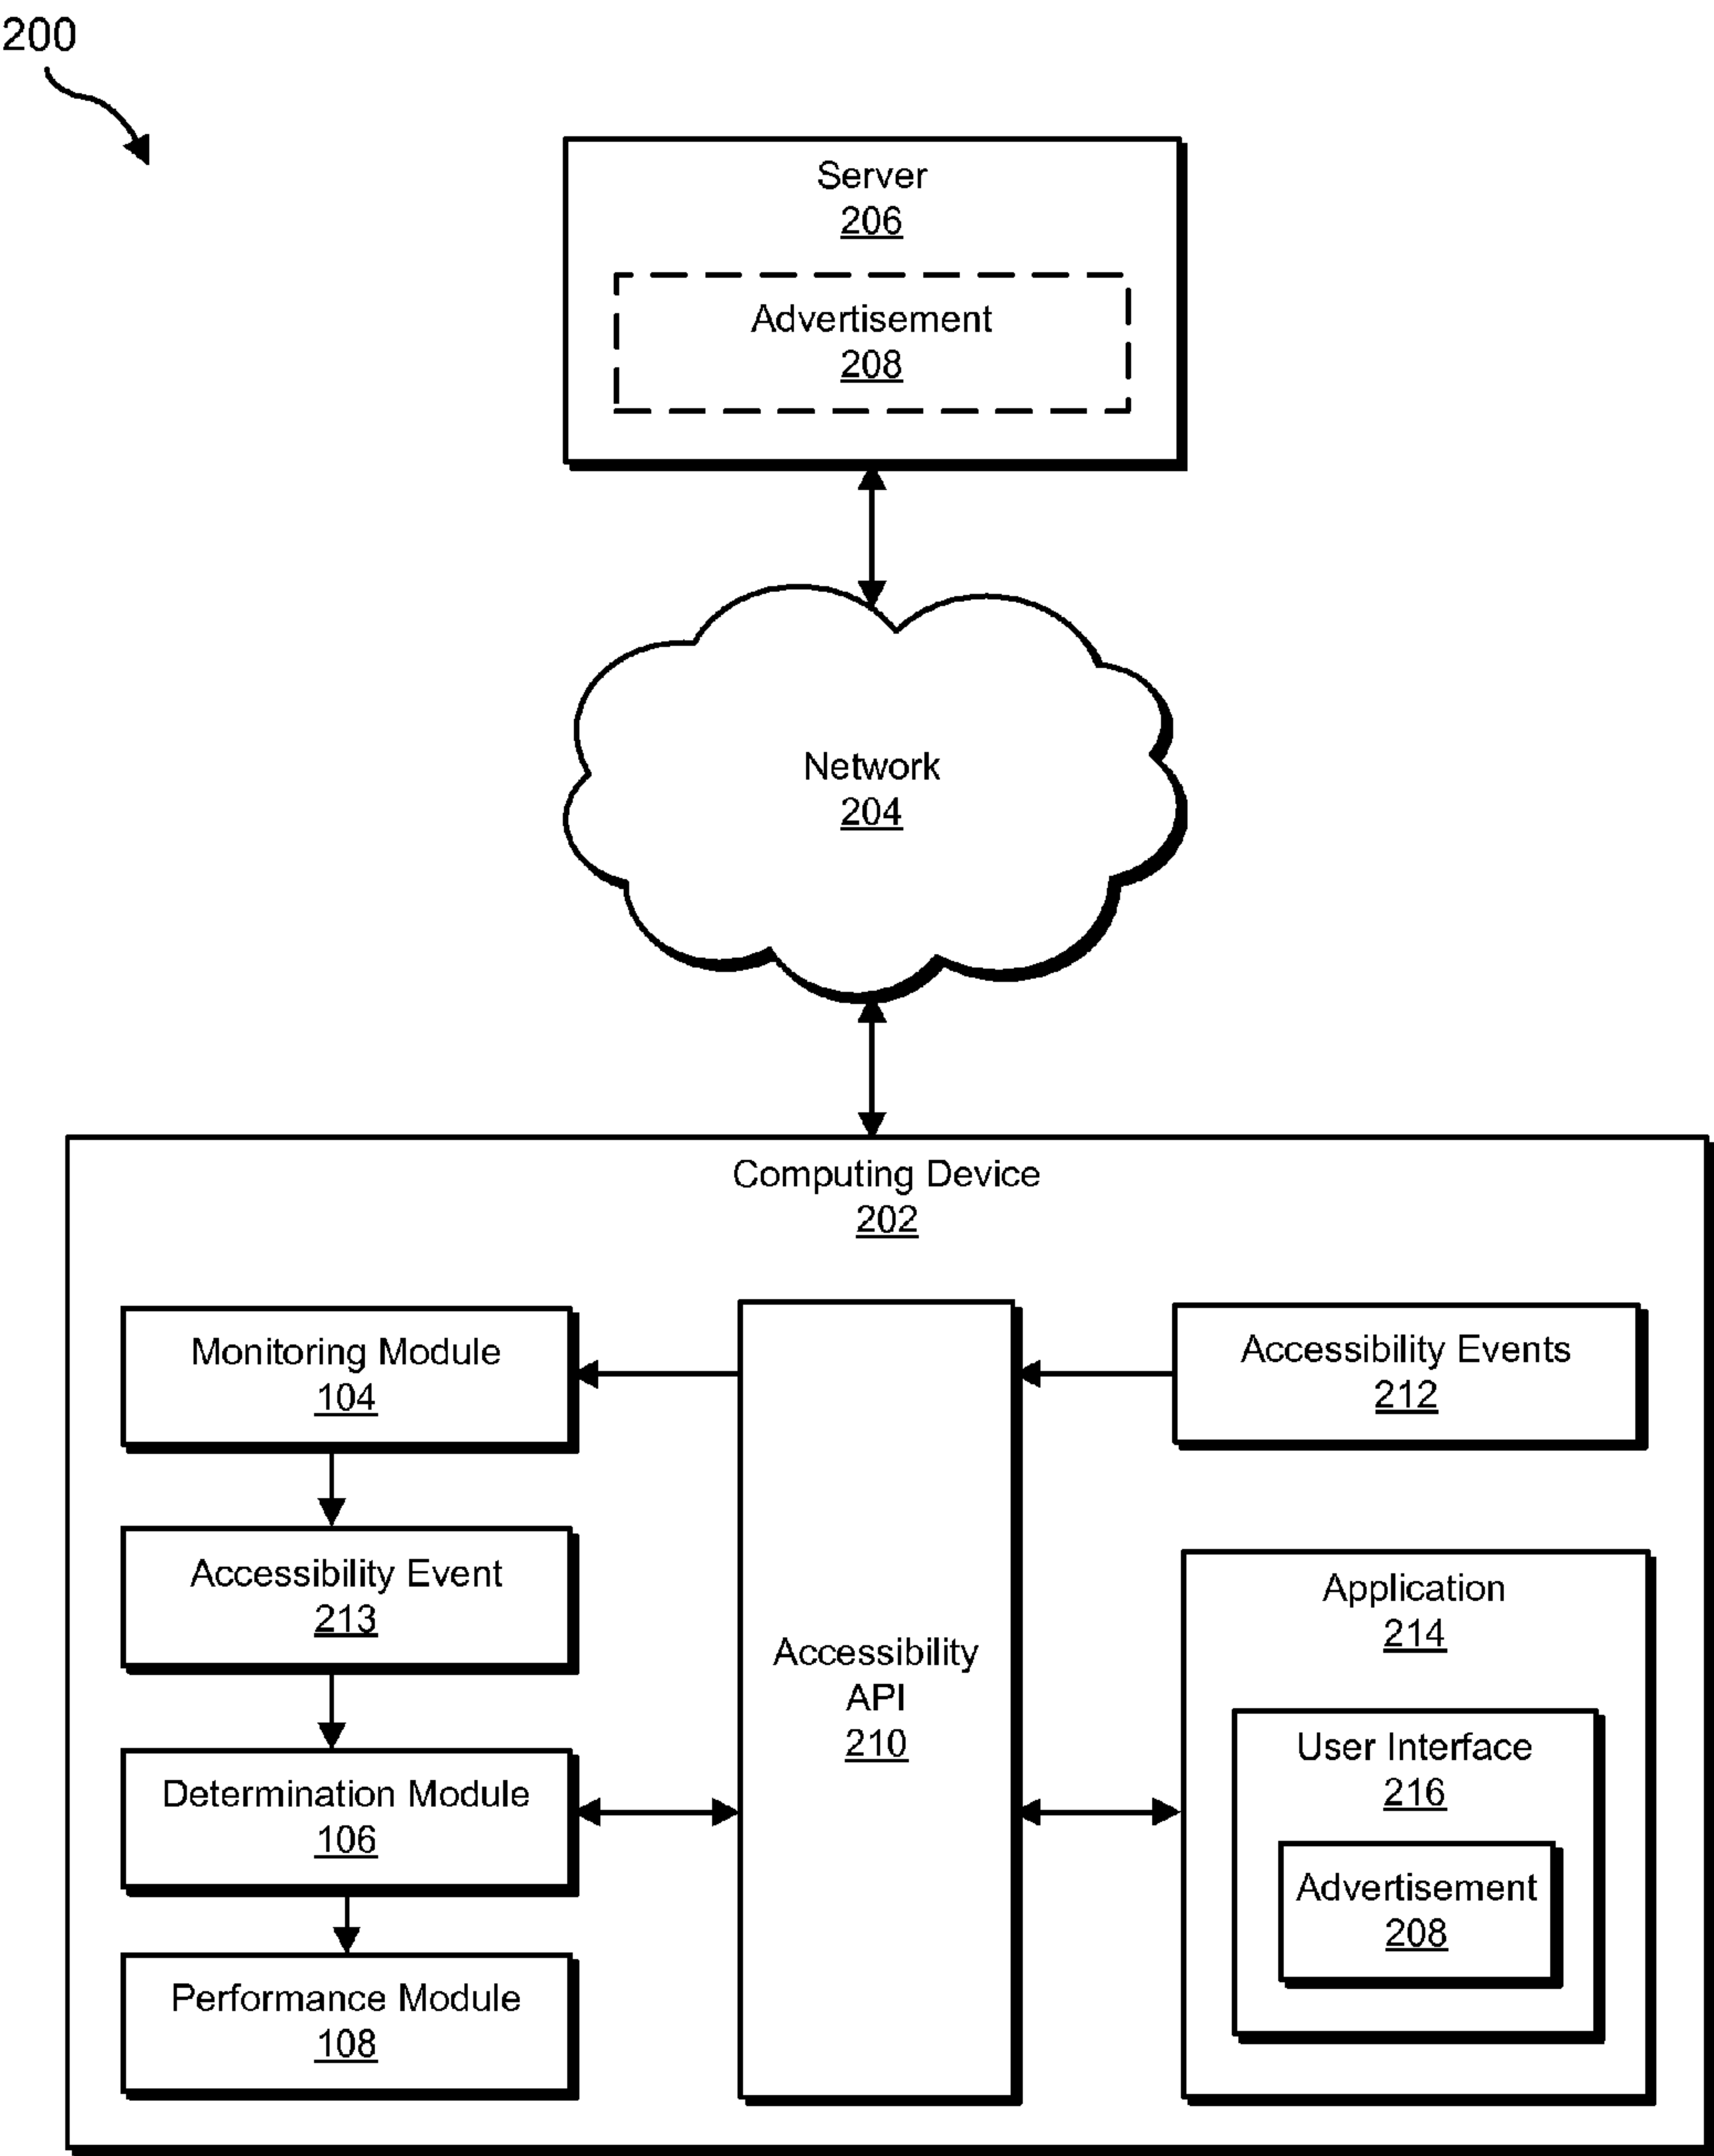 200
Server
206
Advertisement
208
Network
204
Computing Device
202
Monitoring Module
104
Accessibility Event
213
Determination Module
106
Performance Module
108
Accessibility
API
210
Accessibility Events
212
Application
214
User Interface
216
Advertisement
208